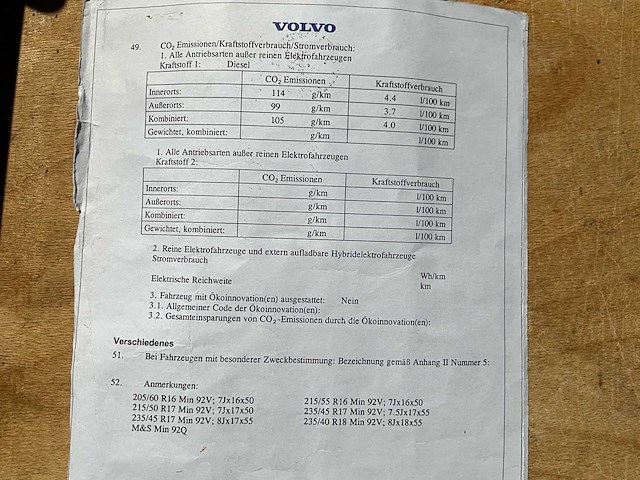 VOLVO
49. CO2 Emissionen/Kraftstoffverbrauch/Stromverbrauch:
1. Alle Antriebsarten außer reinen Elektrofahrzeugen
Kraftstoff 1: Diesel
CO2 Emissionen Kraftstoffverbrauch
Innerorts: 114 g/km 4.4 l/100 km
Außerorts: 99 g/km 3.7 l/100 km
Kombiniert: 105 g/km 4.0 l/100 km
Gewichtet, kombiniert: g/km l/100 km
1. Alle Antriebsarten außer reinen Elektrofahrzeugen
Kraftstoff 2:
CO2 Emissionen Kraftstoffverbrauch
Innerorts: g/km l/100 km
Außerorts: g/km l/100 km
Kombiniert: g/km l/100 km
Gewichtet, kombiniert: g/km l/100 km
2. Reine Elektrofahrzeuge und extern aufladbare Hybridelektrofahrzeuge
Stromverbrauch Wh/km
Elektrische Reichweite km
3. Fahrzeug mit Ökoinnovation(en) ausgestattet: Nein
3.1. Allgemeiner Code der Ökoinnovation(en):
3.2. Gesamteinsparungen von CO2-Emissionen durch die Ökoinnovation(en):
Verschiedenes
51. Bei Fahrzeugen mit besonderer Zweckbestimmung: Bezeichnung gemäß Anhang II Nummer 5:
52. Anmerkungen:
205/60 R16 Min 92V; 7Jx16x50 215/55 R16 Min 92V; 7Jx16x50
215/50 R17 Min 92V; 7Jx17x50 235/45 R17 Min 92V; 7.5Jx17x55
235/45 R17 Min 92V; 8Jx17x55 235/40 R18 Min 92V; 8Jx18x55
M&S Min 92Q